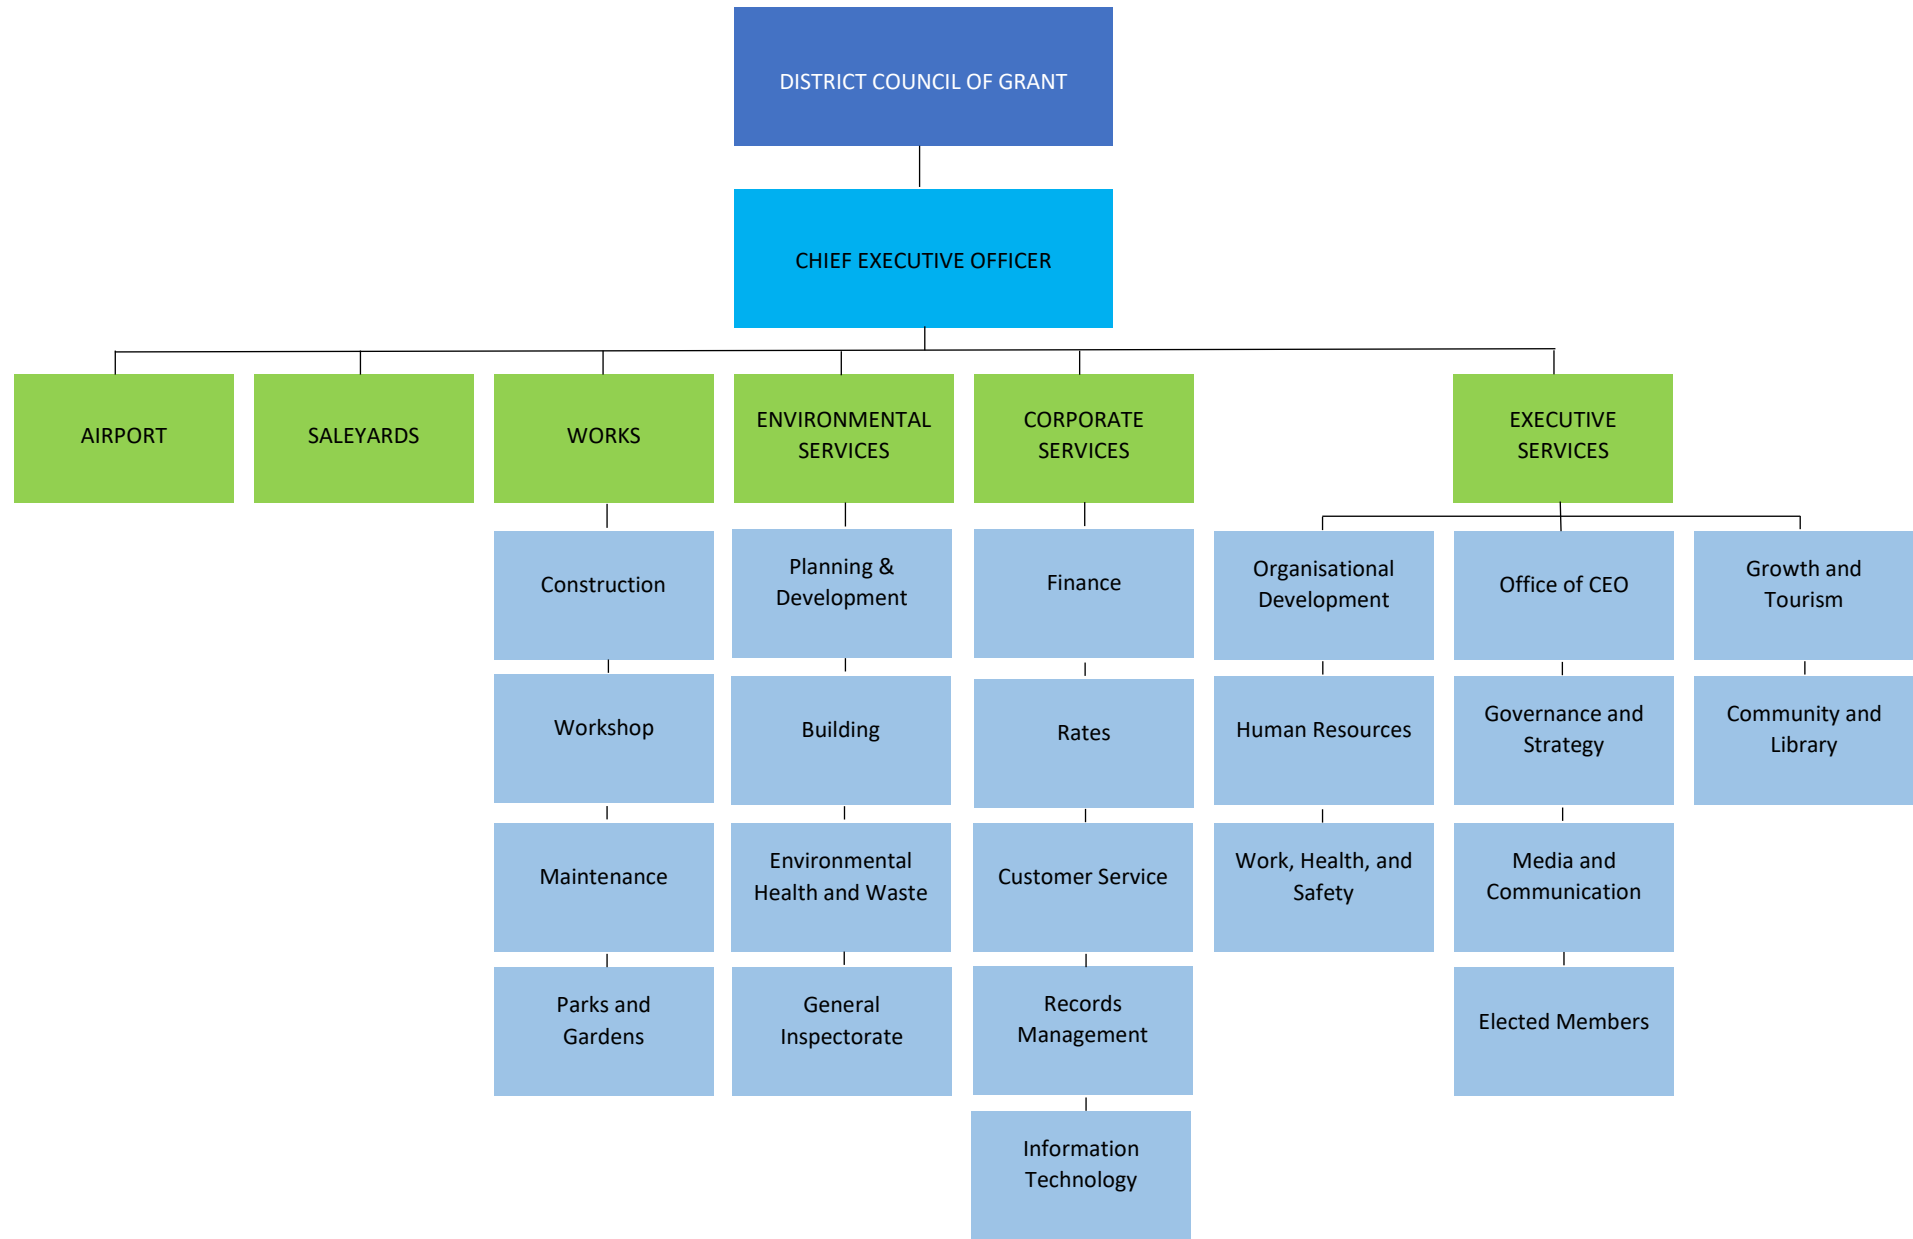 DISTRICT COUNCIL OF GRANT
CHIEF EXECUTIVE OFFICER
AIRPORT
SALEYARDS
WORKS
ENVIRONMENTAL
SERVICES
CORPORATE
SERVICES
EXECUTIVE
SERVICES
Construction
Planning &
Development
Finance
Organisational
Development
Office of CEO
Growth and
Tourism
Workshop
Building
Rates
Human Resources
Governance and
Strategy
Community and
Library
Maintenance
Environmental
Health and Waste
Customer Service
Work, Health, and
Safety
Media and
Communication
Parks and
Gardens
General
Inspectorate
Records
Management
Elected Members
Information
Technology